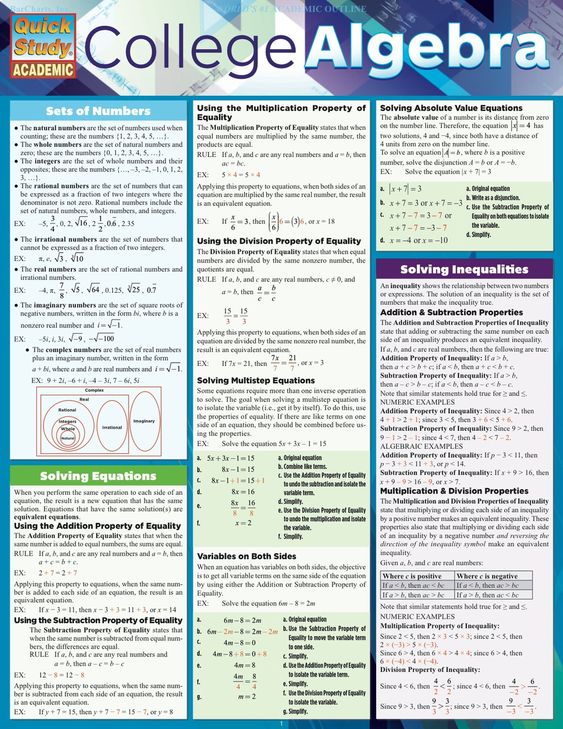 BarCharts, Inc.
WORLD'S #1 ACADEMIC OUTLINE
Quick
Study
ACADEMIC
College Algebra
Sets of Numbers
● The natural numbers are the set of numbers used when
counting; these are the numbers {1, 2, 3, 4, 5, …}.
● The whole numbers are the set of natural numbers and
zero; these are the numbers {0, 1, 2, 3, 4, …}.
● The integers are the set of whole numbers and their
opposites; these are the numbers {…, –3, –2, –1, 0, 1, 2,
3, …}.
● The rational numbers are the set of numbers that can
be expressed as a fraction of two integers where the
denominator is not zero. Rational numbers include the
set of natural numbers, whole numbers, and integers.
EX: –5, 3/4, 0, 2, √16, 2 1/2, 0.6, 2.35
● The irrational numbers are the set of numbers that
cannot be expressed as a fraction of two integers.
EX: π, c, √3, ∜10
● The real numbers are the set of rational numbers and
irrational numbers.
EX: –4, π, 7/8, √5, √64, 0.125, ∛25, 0.7
● The imaginary numbers are the set of square roots of
negative numbers, written in the form bi, where b is a
nonzero real number and i = √–1.
EX: –5i, i, 3i, √–9, –√–100
● The complex numbers are the set of real numbers
plus an imaginary number, written in the form
a + bi, where a and b are real numbers and i = √–1.
EX: 9 + 2i, –6 + i, –4 – 3i, 7 – 6i, 5i
Complex
Real
Rational
Integers
Whole
Natural
Irrational
Imaginary
Solving Equations
When you perform the same operation to each side of an
equation, the result is a new equation that has the same
solution. Equations that have the same solution(s) are
equivalent equations.
Using the Addition Property of Equality
The Addition Property of Equality states that when the
same number is added to equal numbers, the sums are equal.
RULE If a, b, and c are any real numbers and a = b, then
a + c = b + c.
EX: 2 + 7 = 2 + 7
Applying this property to equations, when the same num-
ber is added to each side of an equation, the result is an
equivalent equation.
EX: If x – 3 = 11, then x – 3 + 3 = 11 + 3, or x = 14
Using the Subtraction Property of Equality
The Subtraction Property of Equality states that
when the same number is subtracted from equal num-
bers, the differences are equal.
RULE If a, b, and c are any real numbers and
a = b, then a – c = b – c
EX: 12 – 8 = 12 – 8
Applying this property to equations, when the same num-
ber is subtracted from each side of an equation, the result
is an equivalent equation.
EX: If y + 7 = 15, then y + 7 – 7 = 15 – 7, or y = 8
Using the Multiplication Property of
Equality
The Multiplication Property of Equality states that when
equal numbers are multiplied by the same number, the
products are equal.
RULE If a, b, and c are any real numbers and a = b, then
ac = bc.
EX: 5 × 4 = 5 × 4
Applying this property to equations, when both sides of an
equation are multiplied by the same real number, the result
is an equivalent equation.
EX: If x/6 = 3, then (x/6)6 = (3)6, or x = 18
Using the Division Property of Equality
The Division Property of Equality states that when equal
numbers are divided by the same nonzero number, the
quotients are equal.
RULE If a, b, and c are any real numbers, c ≠ 0, and
a = b, then a/c = b/c
EX: 15/3 = 15/3
Applying this property to equations, when both sides of an
equation are divided by the same nonzero real number, the
result is an equivalent equation.
EX: If 7x = 21, then 7x/7 = 21/7, or x = 3
Solving Multistep Equations
Some equations require more than one inverse operation
to solve. The goal when solving a multistep equation is
to isolate the variable (i.e., get it by itself). To do this, use
the properties of equality. If there are like terms on one
side of an equation, they should be combined before us-
ing the properties.
EX: Solve the equation 5x + 3x – 1 = 15
a. 5x + 3x – 1 = 15
b. 8x – 1 = 15
c. 8x – 1 + 1 = 15 + 1
d. 8x = 16
e. 8x/8 = 16/8
f. x = 2
a. Original equation
b. Combine like terms.
c. Use the Addition Property of Equality
to undo the subtraction and isolate the
variable term.
d. Simplify.
e. Use the Division Property of Equality to
undo the multiplication and isolate the
variable.
f. Simplify.
Variables on Both Sides
When an equation has variables on both sides, the objective
is to get all variable terms on the same side of the equation
by using either the Addition or Subtraction Property of
Equality.
EX: Solve the equation 6m – 8 = 2m
a. 6m – 8 = 2m
b. 6m – 2m – 8 = 2m – 2m
c. 4m – 8 = 0
d. 4m – 8 + 8 = 0 + 8
e. 4m = 8
f. 4m/4 = 8/4
g. m = 2
a. Original equation
b. Use the Subtraction Property of
Equality to move the variable term
to one side.
c. Simplify.
d. Use the Addition Property of Equality
to isolate the variable term.
e. Simplify.
f. Use the Division Property of Equality
to isolate the variable.
g. Simplify.
Solving Absolute Value Equations
The absolute value of a number is its distance from zero
on the number line. Therefore, the equation |x| = 4 has
two solutions, 4 and –4, since both have a distance of
4 units from zero on the number line.
To solve an equation |A| = b, where b is a positive
number, solve the disjunction A = b or A = –b.
EX: Solve the equation |x + 7| = 3
a. |x + 7| = 3
b. x + 7 = 3 or x + 7 = –3
c. x + 7 – 7 = 3 – 7 or
x + 7 – 7 = –3 – 7
d. x = –4 or x = –10
a. Original equation
b. Write as a disjunction.
c. Use the Subtraction Property of
Equality on both equations to isolate
the variable.
d. Simplify.
Solving Inequalities
An inequality shows the relationship between two numbers
or expressions. The solution of an inequality is the set of
numbers that make the inequality true.
Addition & Subtraction Properties
The Addition and Subtraction Properties of Inequality
state that adding or subtracting the same number on each
side of an inequality produces an equivalent inequality.
If a, b, and c are real numbers, then the following are true:
Addition Property of Inequality: If a > b,
then a + c > b + c; if a < b, then a + c < b + c.
Subtraction Property of Inequality: If a > b,
then a – c > b – c; if a < b, then a – c < b – c.
Note that similar statements hold true for ≥ and ≤.
NUMERIC EXAMPLES
Addition Property of Inequality: Since 4 > 2, then
4 + 1 > 2 + 1; since 3 < 5, then 3 + 6 < 5 + 6.
Subtraction Property of Inequality: Since 9 > 2, then
9 – 1 > 2 – 1; since 4 < 7, then 4 – 2 < 7 – 2.
ALGEBRAIC EXAMPLES
Addition Property of Inequality: If p – 3 < 11, then
p – 3 + 3 < 11 + 3, or p < 14.
Subtraction Property of Inequality: If x + 9 > 16, then
x + 9 – 9 > 16 – 9, or x > 7.
Multiplication & Division Properties
The Multiplication and Division Properties of Inequality
state that multiplying or dividing each side of an inequality
by a positive number makes an equivalent inequality. These
properties also state that multiplying or dividing each side
of an inequality by a negative number and reversing the
direction of the inequality symbol make an equivalent
inequality.
Given a, b, and c are real numbers:
Where c is positive Where c is negative
If a < b, then ac < bc If a < b, then ac > bc
If a > b, then ac > bc If a > b, then ac < bc
Note that similar statements hold true for ≥ and ≤.
NUMERIC EXAMPLES
Multiplication Property of Inequality:
Since 2 < 5, then 2 × 3 < 5 × 3; since 2 < 5, then
2 × (–3) > 5 × (–3).
Since 6 > 4, then 6 × 4 > 4 × 4; since 6 > 4, then
6 × (–4) < 4 × (–4).
Division Property of Inequality:
Since 4 < 6, then 4/2 < 6/2; since 4 < 6, then 4/–2 > 6/–2.
Since 9 > 3, then 9/3 > 3/3; since 9 > 3, then 9/–3 < 3/–3.
1